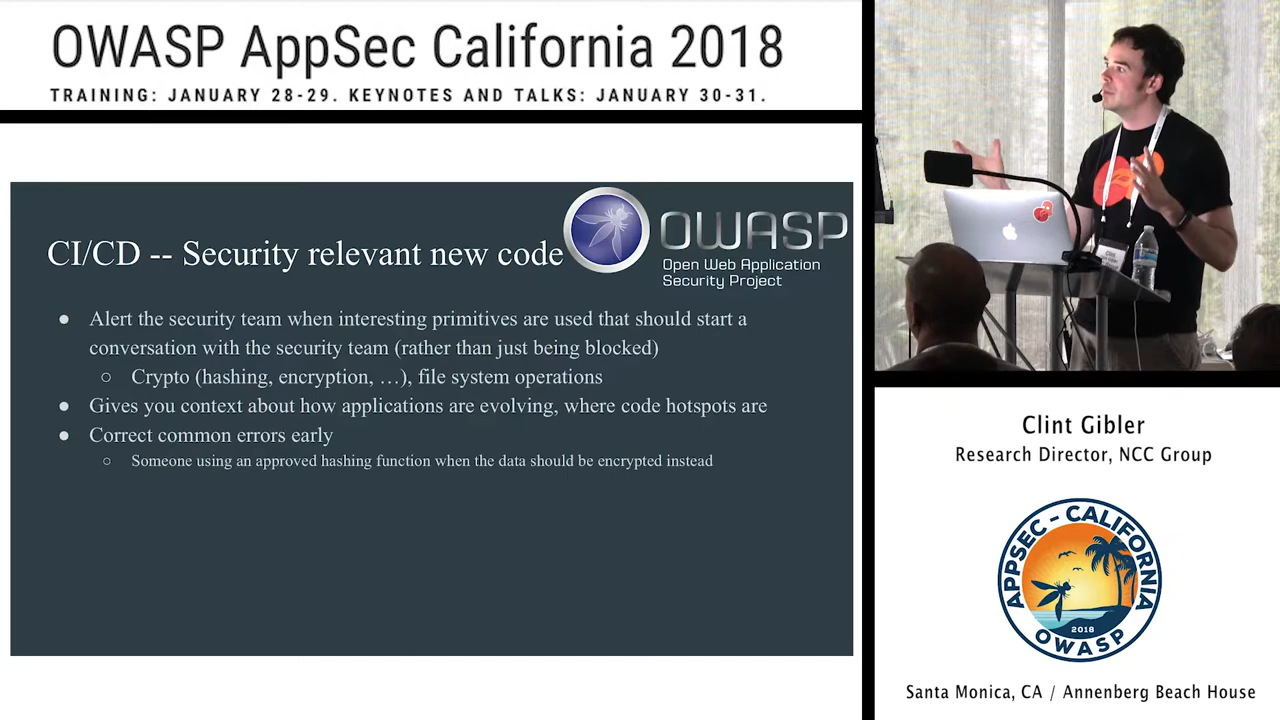 OWASP AppSec California 2018
TRAINING: JANUARY 28-29. KEYNOTES AND TALKS: JANUARY 30-31.
CI/CD -- Security relevant new code
OWASP
Open Web Application
Security Project
● Alert the security team when interesting primitives are used that should start a
conversation with the security team (rather than just being blocked)
○ Crypto (hashing, encryption, …), file system operations
● Gives you context about how applications are evolving, where code hotspots are
● Correct common errors early
○ Someone using an approved hashing function when the data should be encrypted instead
Clint Gibler
Research Director, NCC Group
APPSEC - CALIFORNIA
2018
OWASP
Santa Monica, CA / Annenberg Beach House